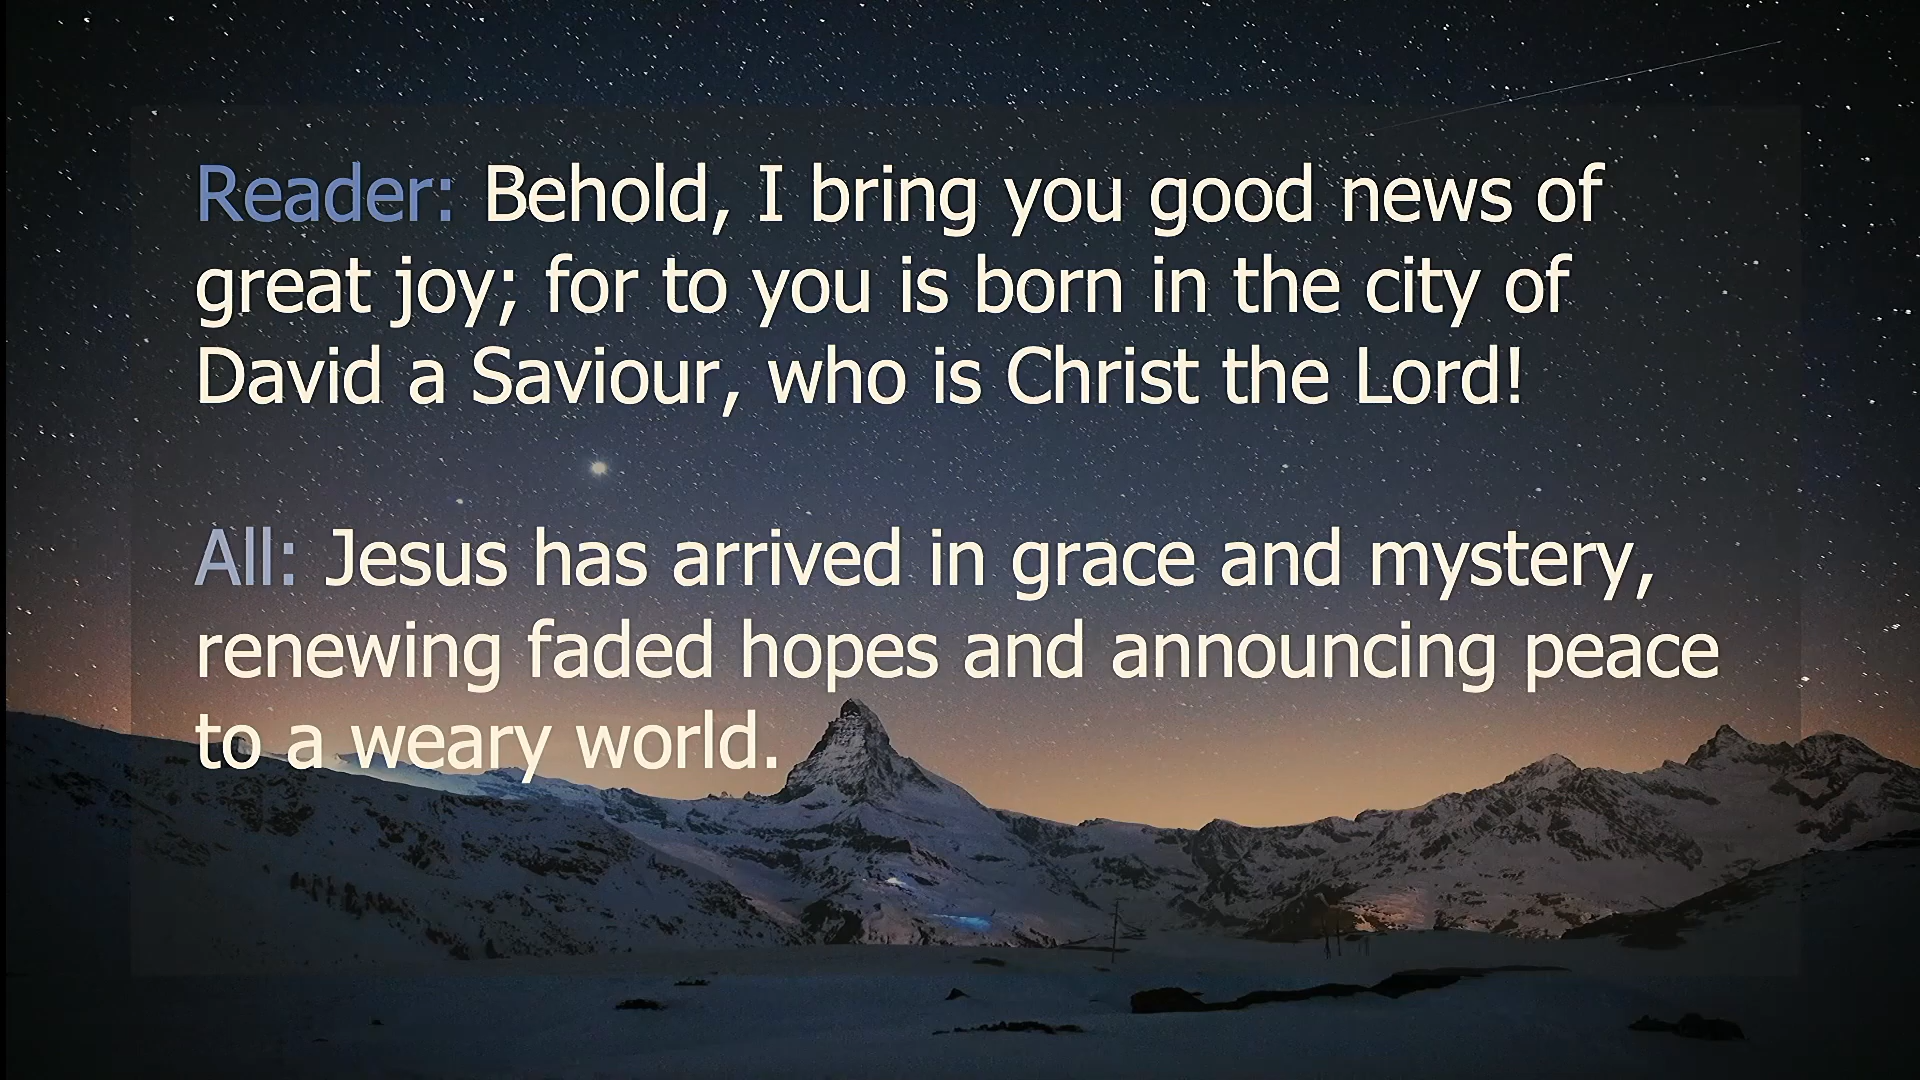 Reader: Behold, I bring you good news of
great joy; for to you is born in the city of
David a Saviour, who is Christ the Lord!
All: Jesus has arrived in grace and mystery,
renewing faded hopes and announcing peace
to a weary world.